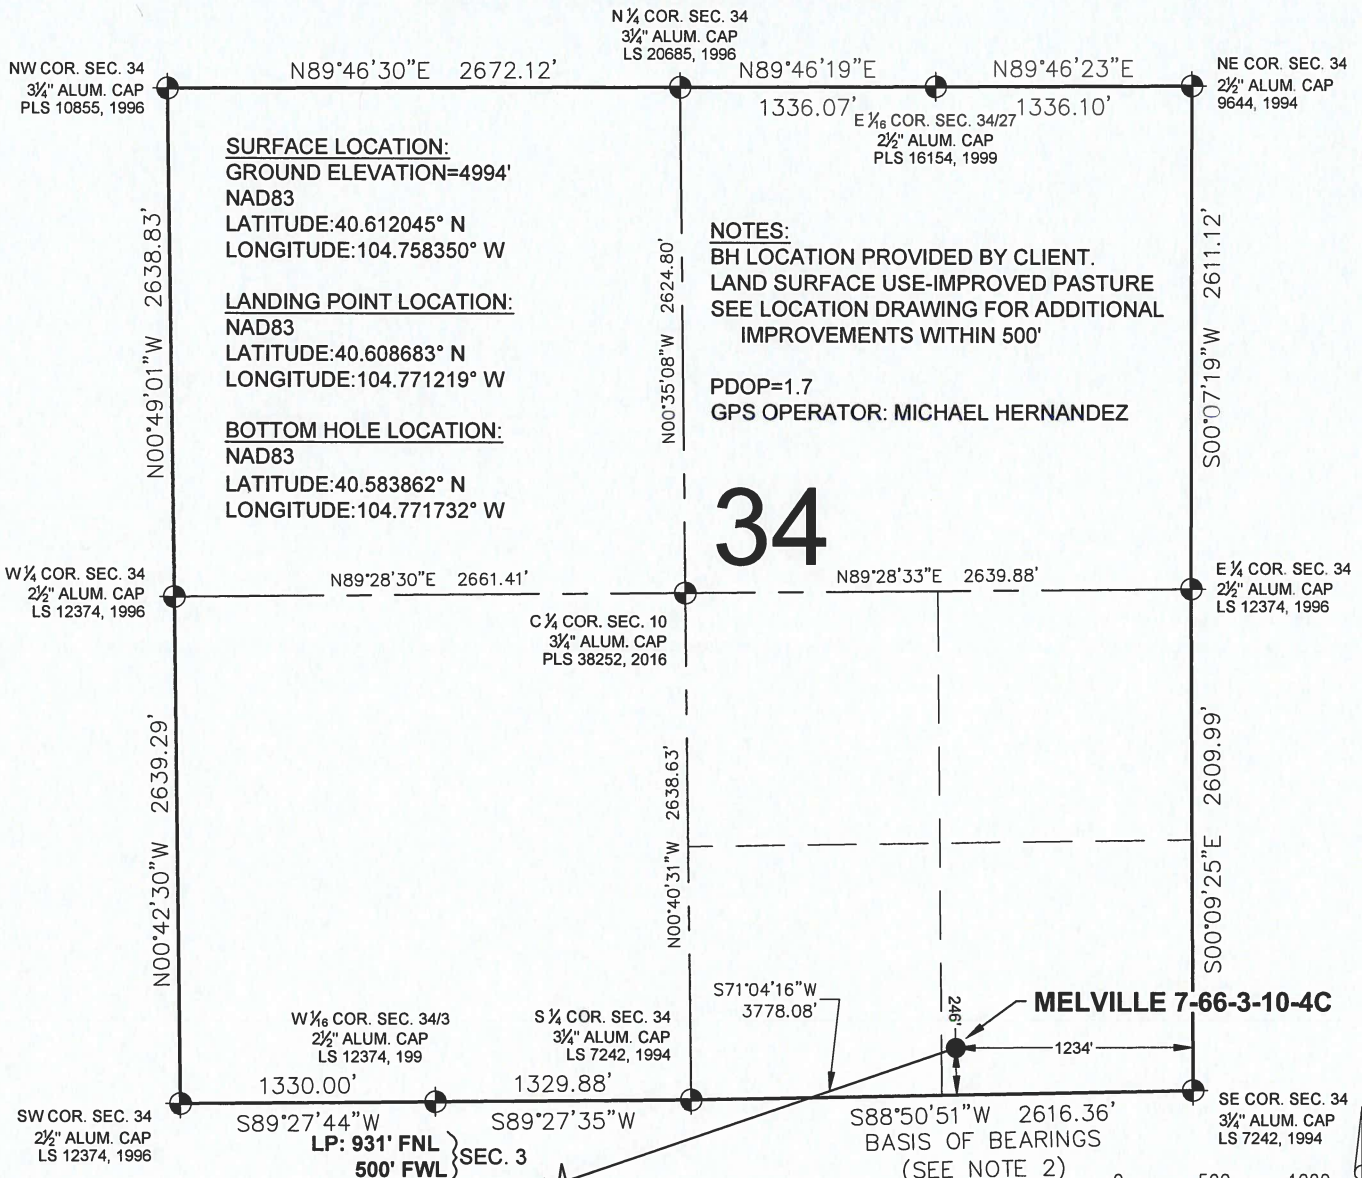 N ¼ COR. SEC. 34
3¼" ALUM. CAP
LS 20685, 1996
NW COR. SEC. 34
3¼" ALUM. CAP
PLS 10855, 1996
N89°46'30"E 2672.12'
N89°46'19"E
N89°46'23"E
NE COR. SEC. 34
2½" ALUM. CAP
9644, 1994
1336.07'
1336.10'
E ⅟16 COR. SEC. 34/27
2½" ALUM. CAP
PLS 16154, 1999
SURFACE LOCATION:
GROUND ELEVATION=4994'
NAD83
LATITUDE:40.612045° N
LONGITUDE:104.758350° W
LANDING POINT LOCATION:
NAD83
LATITUDE:40.608683° N
LONGITUDE:104.771219° W
BOTTOM HOLE LOCATION:
NAD83
LATITUDE:40.583862° N
LONGITUDE:104.771732° W
N00°49'01"W 2638.83'
N00°35'08"W 2624.80'
NOTES:
BH LOCATION PROVIDED BY CLIENT.
LAND SURFACE USE-IMPROVED PASTURE
SEE LOCATION DRAWING FOR ADDITIONAL
IMPROVEMENTS WITHIN 500'
PDOP=1.7
GPS OPERATOR: MICHAEL HERNANDEZ
S00°07'19"W 2611.12'
34
W ¼ COR. SEC. 34
2½" ALUM. CAP
LS 12374, 1996
N89°28'30"E 2661.41'
N89°28'33"E 2639.88'
E ¼ COR. SEC. 34
2½" ALUM. CAP
LS 12374, 1996
C ¼ COR. SEC. 10
3¼" ALUM. CAP
PLS 38252, 2016
N00°42'30"W 2639.29'
N00°40'31"W 2638.63'
S00°09'25"E 2609.99'
S71°04'16"W
3778.08'
246'
MELVILLE 7-66-3-10-4C
1234'
W ⅟16 COR. SEC. 34/3
2½" ALUM. CAP
LS 12374, 199
S ¼ COR. SEC. 34
3¼" ALUM. CAP
LS 7242, 1994
1330.00'
1329.88'
SW COR. SEC. 34
2½" ALUM. CAP
LS 12374, 1996
S89°27'44"W
S89°27'35"W
S88°50'51"W 2616.36'
BASIS OF BEARINGS
(SEE NOTE 2)
SE COR. SEC. 34
3¼" ALUM. CAP
LS 7242, 1994
LP: 931' FNL
500' FWL
SEC. 3